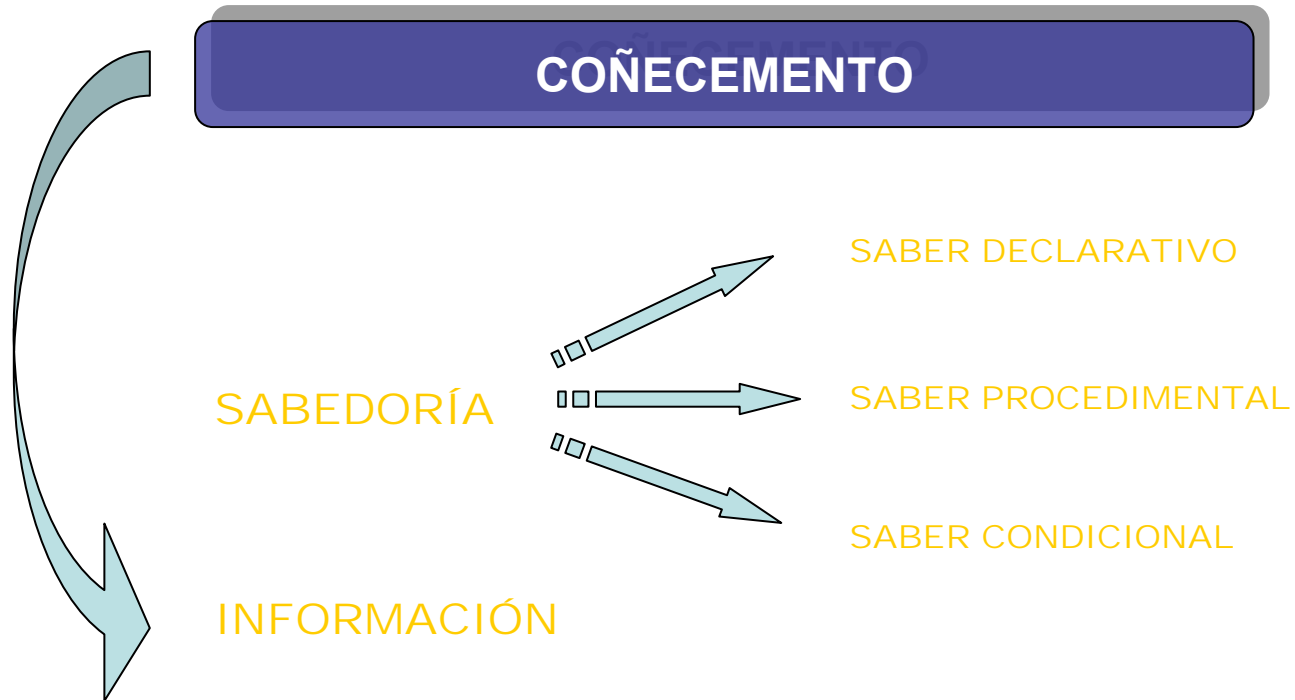 COÑECEMENTO
SABER DECLARATIVO
SABEDORÍA
SABER PROCEDIMENTAL
SABER CONDICIONAL
INFORMACIÓN